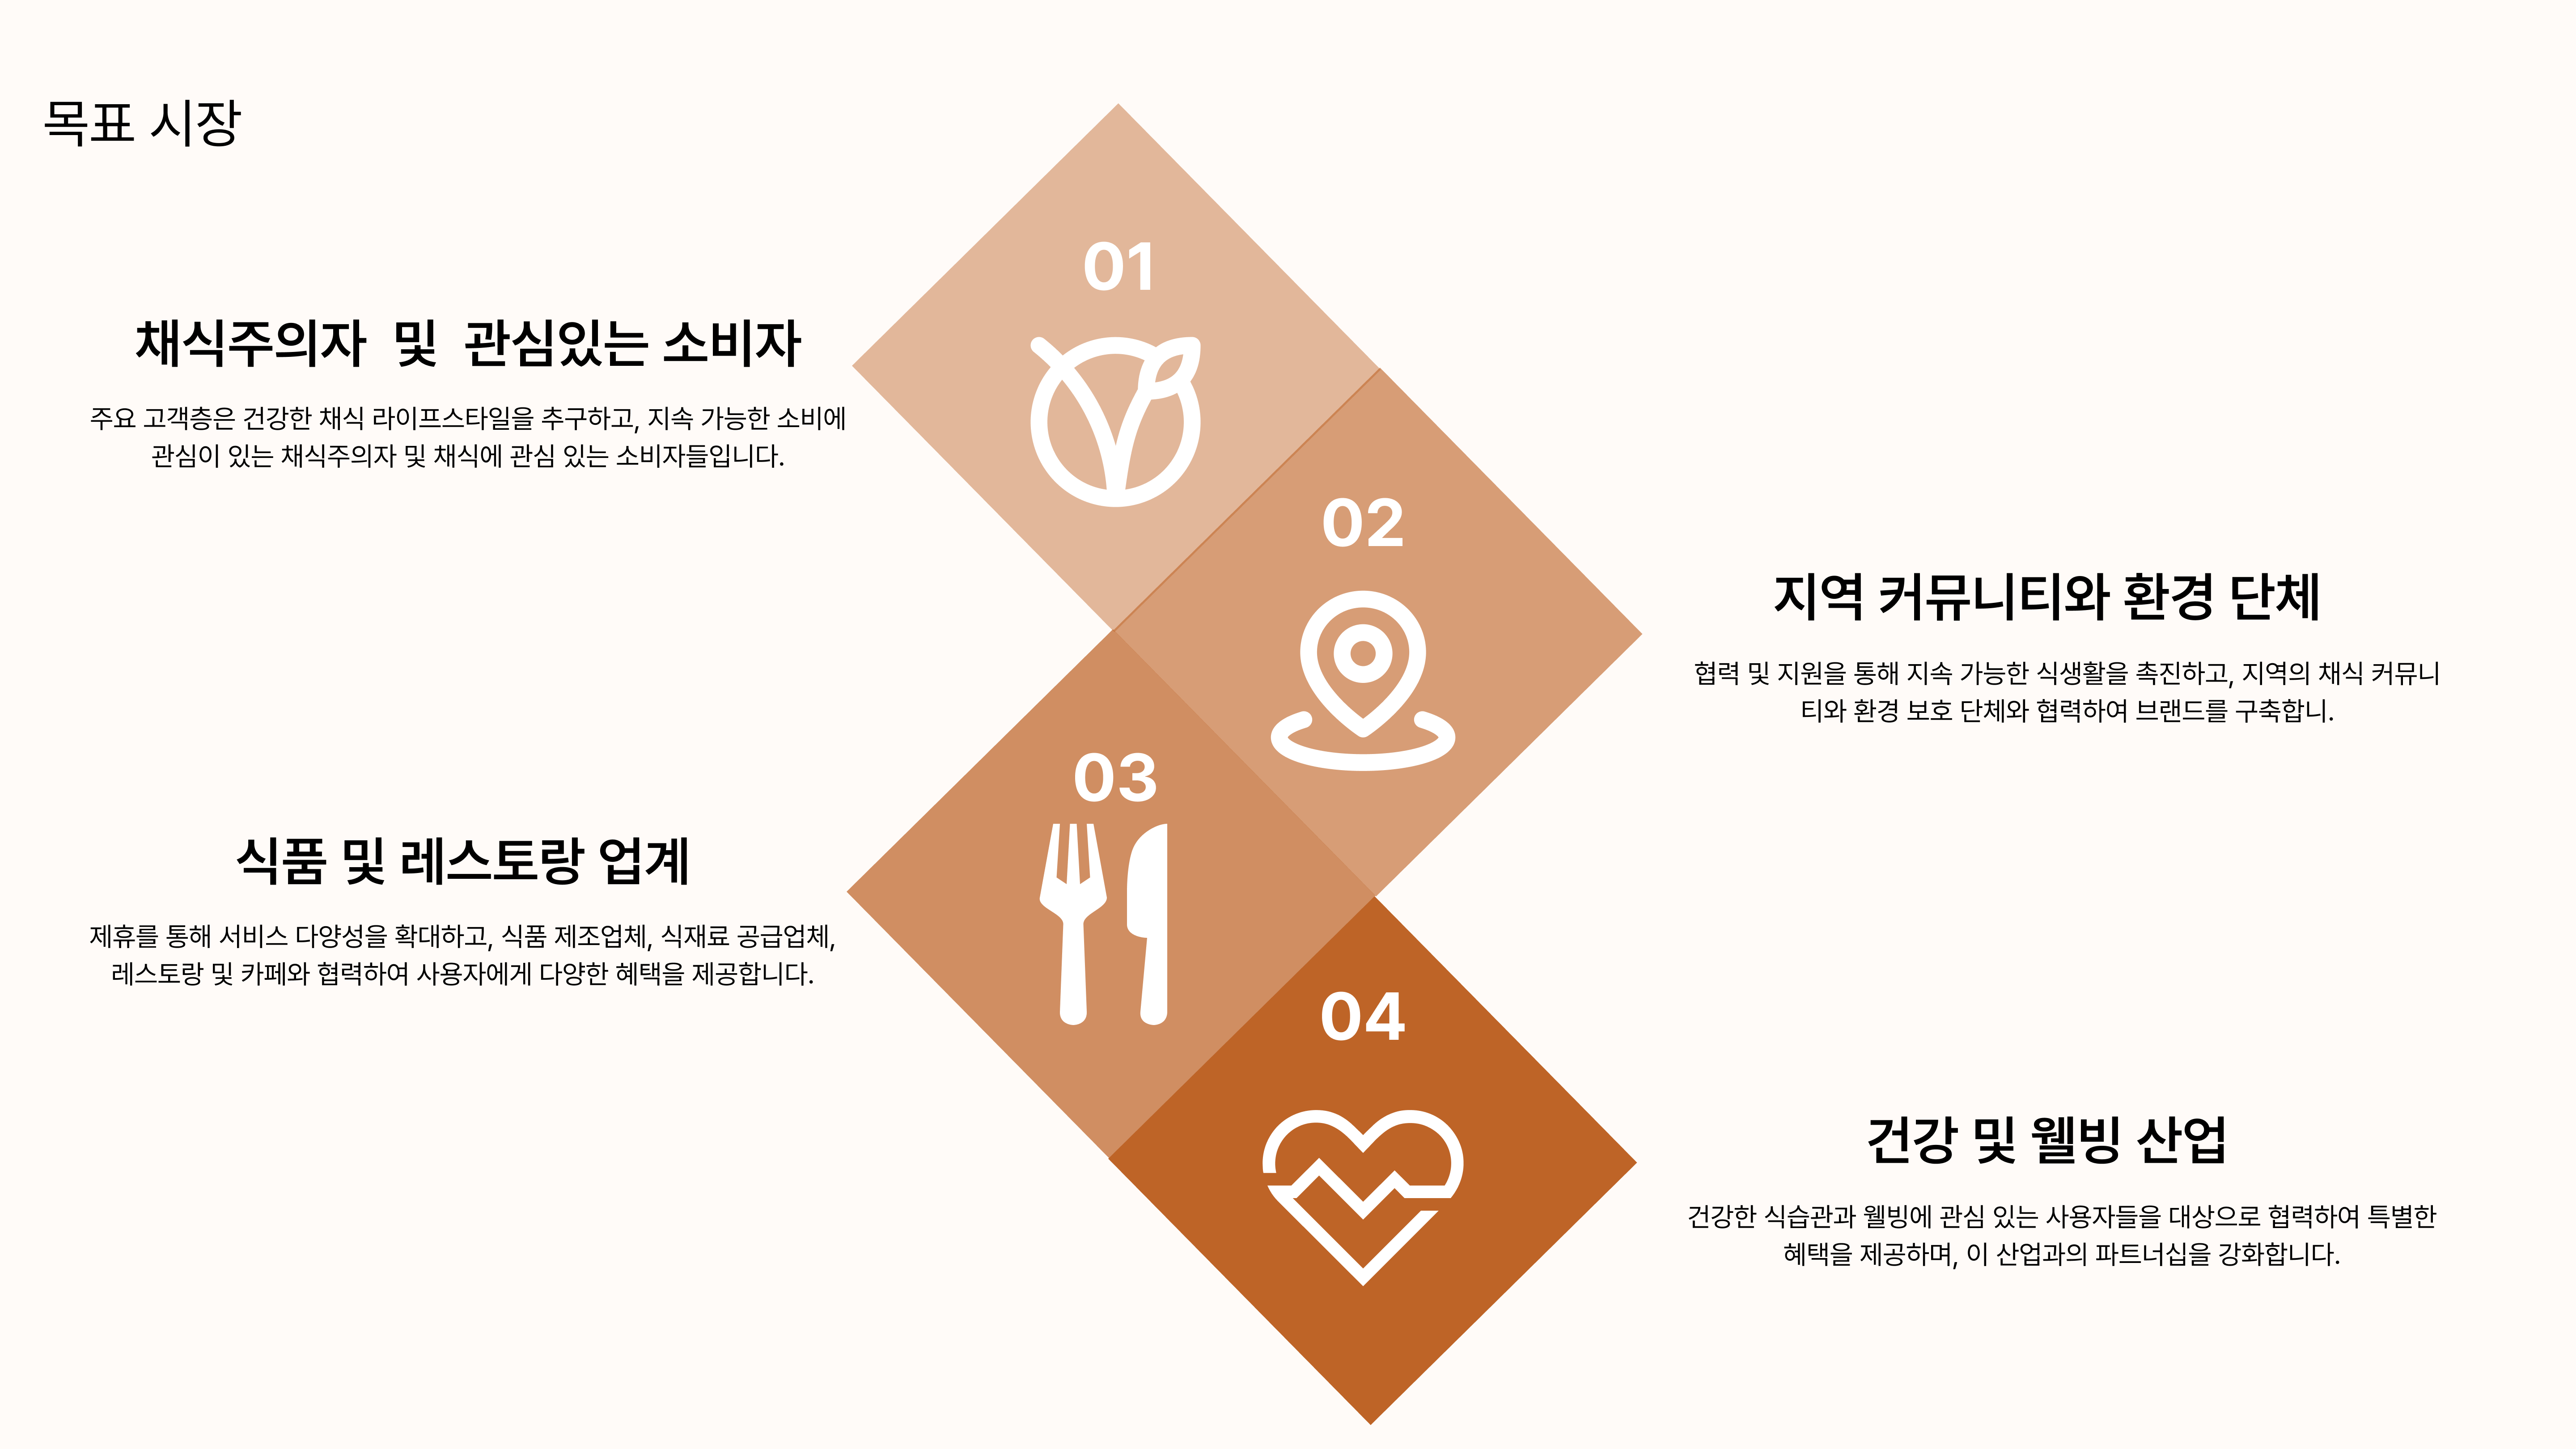 목표 시장
01
채식주의자 및 관심있는 소비자
주요 고객층은 건강한 채식 라이프스타일을 추구하고, 지속 가능한 소비에
관심이 있는 채식주의자 및 채식에 관심 있는 소비자들입니다.
02
지역 커뮤니티와 환경 단체
협력 및 지원을 통해 지속 가능한 식생활을 촉진하고, 지역의 채식 커뮤니
티와 환경 보호 단체와 협력하여 브랜드를 구축합니.
03
식품 및 레스토랑 업계
제휴를 통해 서비스 다양성을 확대하고, 식품 제조업체, 식재료 공급업체,
레스토랑 및 카페와 협력하여 사용자에게 다양한 혜택을 제공합니다.
04
건강 및 웰빙 산업
건강한 식습관과 웰빙에 관심 있는 사용자들을 대상으로 협력하여 특별한
혜택을 제공하며, 이 산업과의 파트너십을 강화합니다.